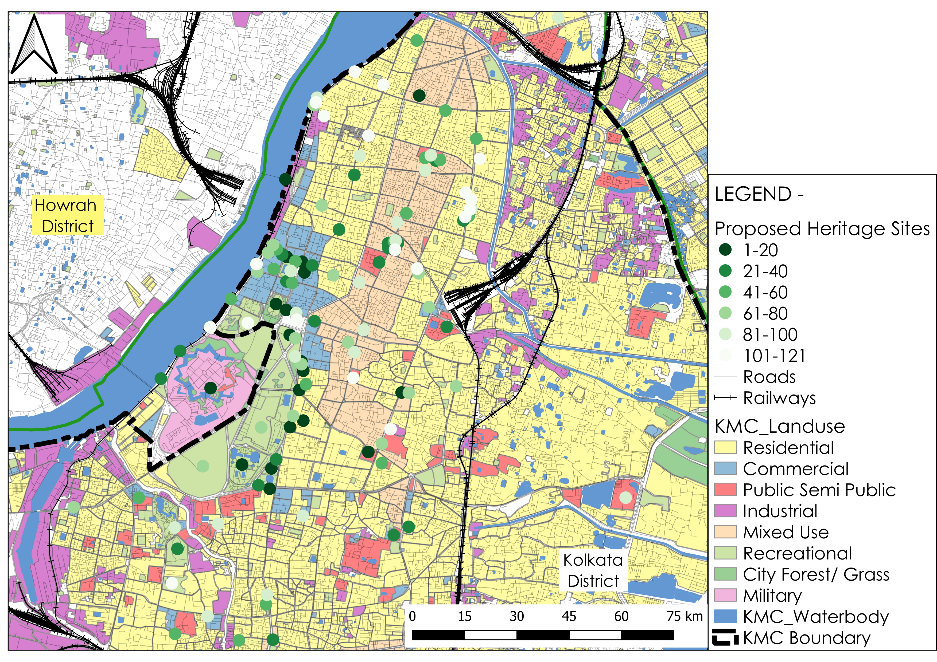 Howrah
District
LEGEND -
Proposed Heritage Sites
1-20
21-40
41-60
61-80
81-100
101-121
Roads
Railways
KMC_Landuse
Residential
Commercial
Public Semi Public
Industrial
Mixed Use
Recreational
City Forest/ Grass
Military
KMC_Waterbody
KMC Boundary
Kolkata
District
0 15 30 45 60 75 km